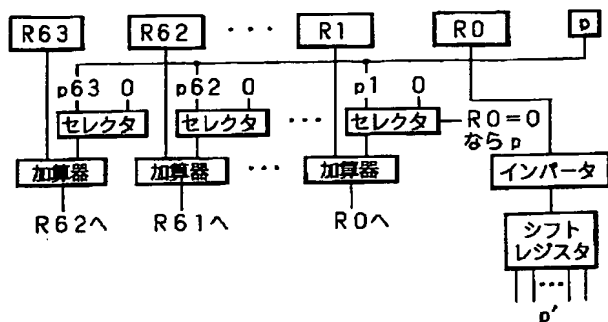 R63 R62 ··· R1 R0 p
p63 0 p62 0 p1 0
セレクタ セレクタ ··· セレクタ R0=0
ならp
加算器 加算器 ··· 加算器 インバータ
R62へ R61へ R0へ シフト
レジスタ
···
p′